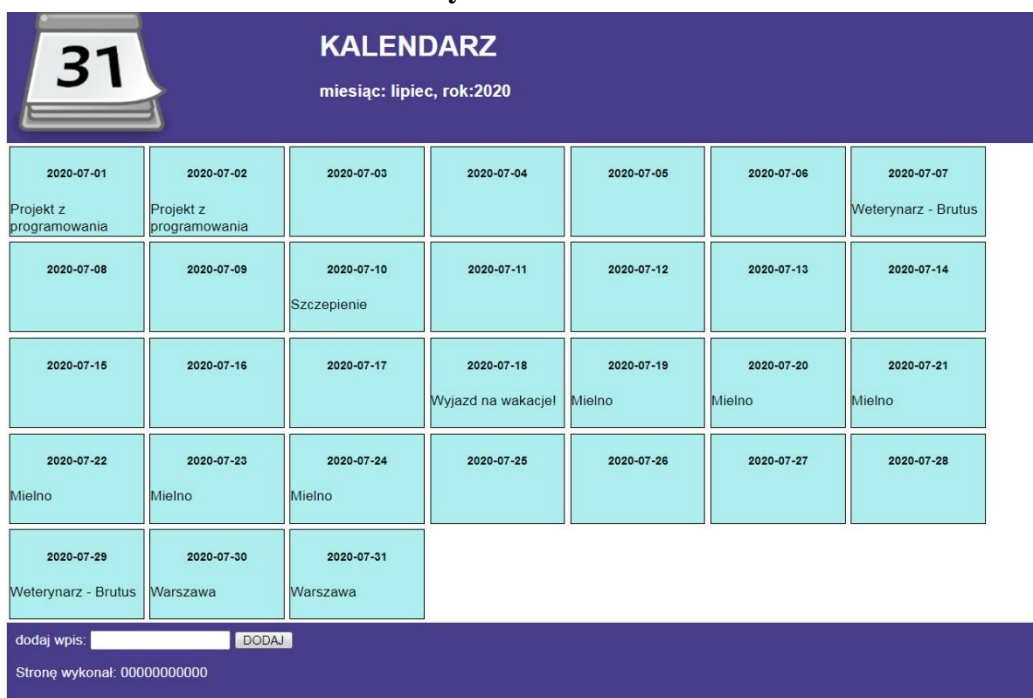 31
KALENDARZ
miesiąc: lipiec, rok:2020
2020-07-01
Projekt z
programowania
2020-07-02
Projekt z
programowania
2020-07-03
2020-07-04
2020-07-05
2020-07-06
2020-07-07
Weterynarz - Brutus
2020-07-08
2020-07-09
2020-07-10
Szczepienie
2020-07-11
2020-07-12
2020-07-13
2020-07-14
2020-07-15
2020-07-16
2020-07-17
2020-07-18
Wyjazd na wakacje!
2020-07-19
Mielno
2020-07-20
Mielno
2020-07-21
Mielno
2020-07-22
Mielno
2020-07-23
Mielno
2020-07-24
Mielno
2020-07-25
2020-07-26
2020-07-27
2020-07-28
2020-07-29
Weterynarz - Brutus
2020-07-30
Warszawa
2020-07-31
Warszawa
dodaj wpis: DODAJ
Stronę wykonał: 00000000000